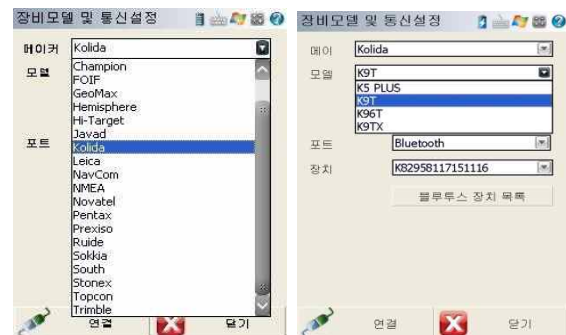 장비모델 및 통신설정
메이커
Kolida
모델
Champion
FOIF
GeoMax
Hemisphere
Hi-Target
Javad
포트
Kolida
Leica
NavCom
NMEA
Novatel
Pentax
Prexiso
Ruide
Sokkia
South
Stonex
Topcon
Trimble
연결
닫기
장비모델 및 통신설정
메이
Kolida
모델
K9T
K5 PLUS
K9T
K96T
K9TX
포트
Bluetooth
장치
K82958117151116
블루투스 장치 목록
연결
닫기